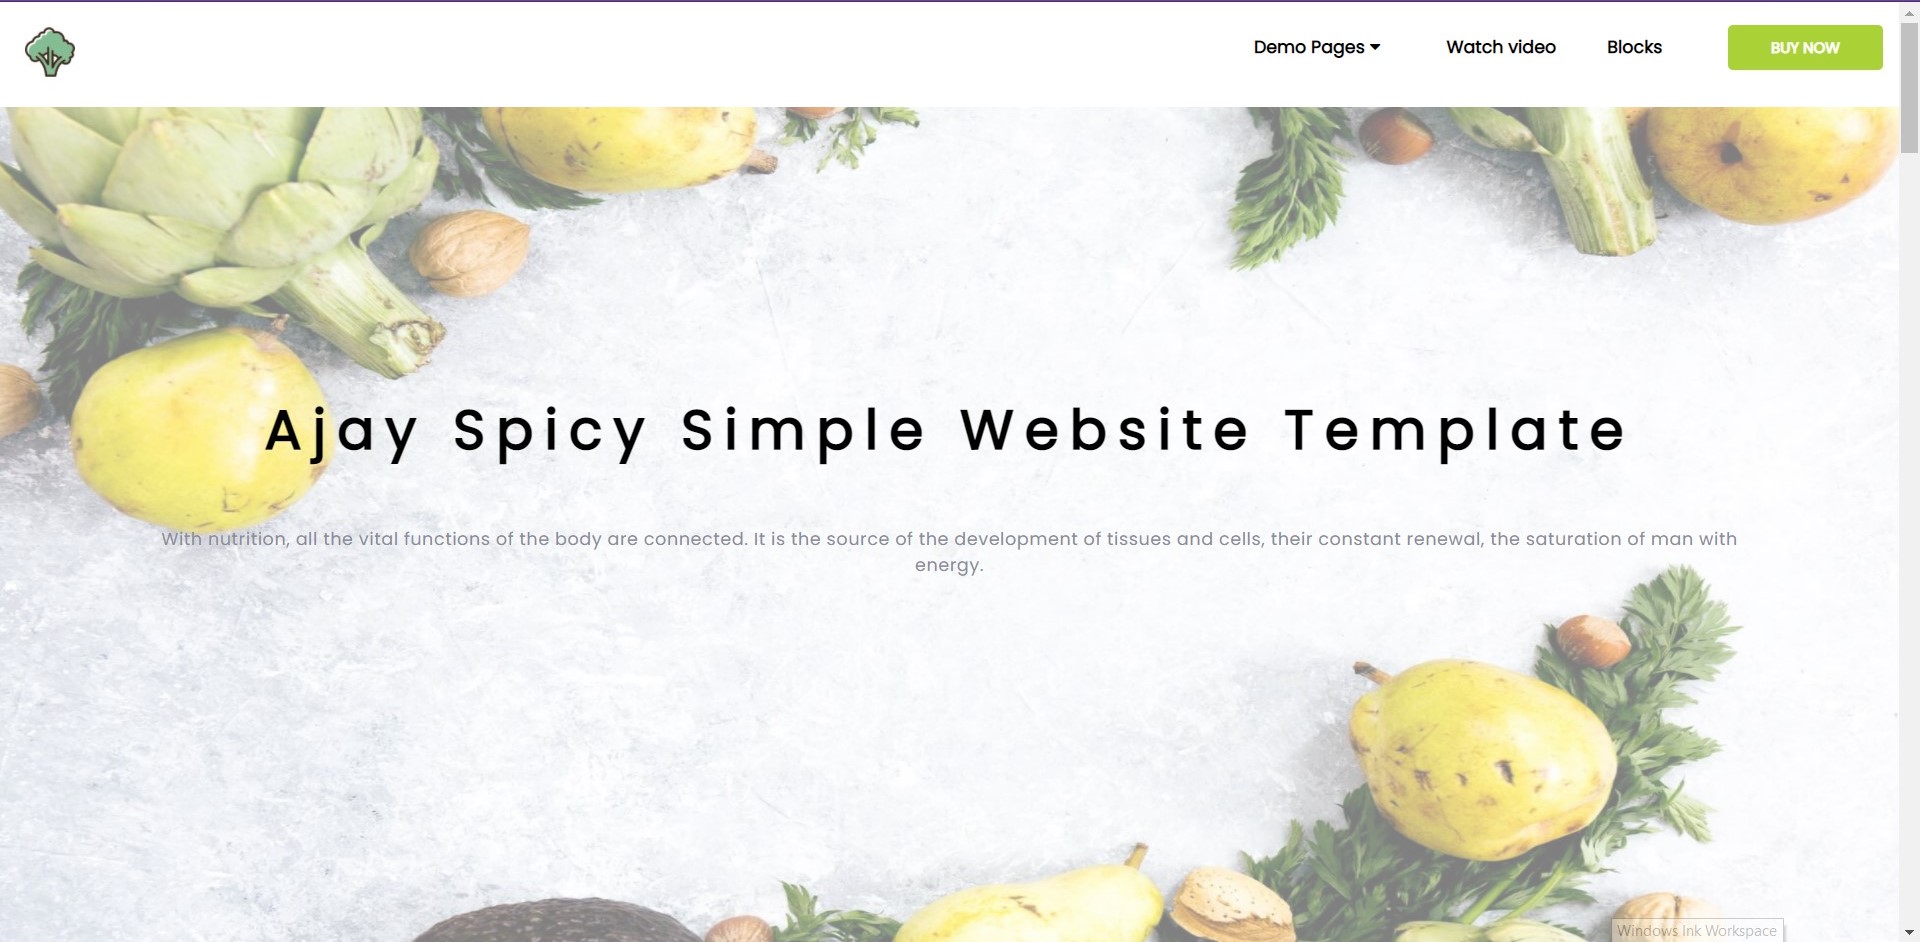 Demo Pages
Watch video
Blocks
BUY NOW
Ajay Spicy Simple Website Template
With nutrition, all the vital functions of the body are connected. It is the source of the development of tissues and cells, their constant renewal, the saturation of man with
energy.
Windows Ink Workspace